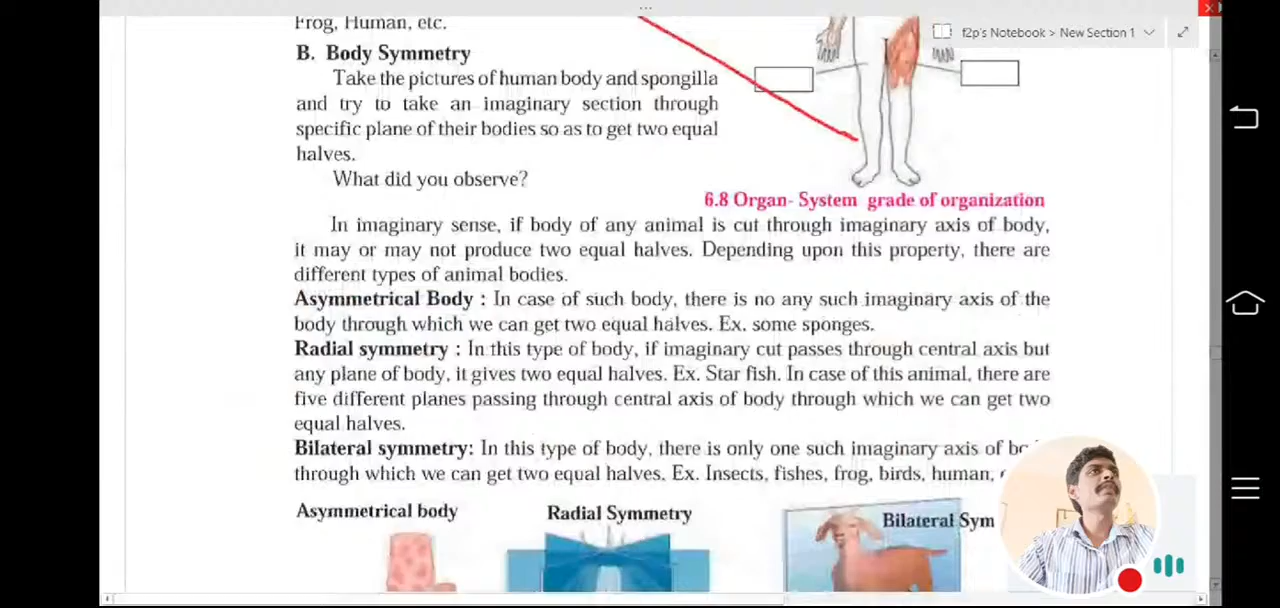 Frog, Human, etc.
f2p's Notebook > New Section 1
B. Body Symmetry
Take the pictures of human body and spongilla
and try to take an imaginary section through
specific plane of their bodies so as to get two equal
halves.
What did you observe?
6.8 Organ- System grade of organization
In imaginary sense, if body of any animal is cut through imaginary axis of body,
it may or may not produce two equal halves. Depending upon this property, there are
different types of animal bodies.
Asymmetrical Body : In case of such body, there is no any such imaginary axis of the
body through which we can get two equal halves. Ex. some sponges.
Radial symmetry : In this type of body, if imaginary cut passes through central axis but
any plane of body, it gives two equal halves. Ex. Star fish. In case of this animal, there are
five different planes passing through central axis of body through which we can get two
equal halves.
Bilateral symmetry: In this type of body, there is only one such imaginary axis of
through which we can get two equal halves. Ex. Insects, fishes, frog, birds, human,
Asymmetrical body
Radial Symmetry
Bilateral Sym